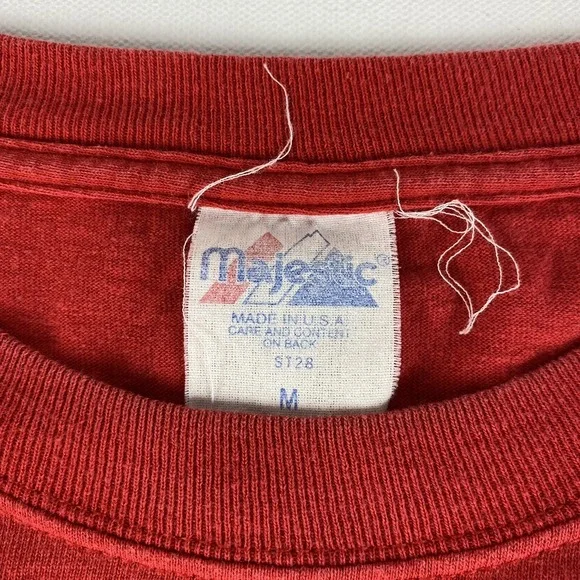 majestic®
MADE IN U.S.A.
CARE AND CONTENT
ON BACK
ST28
M